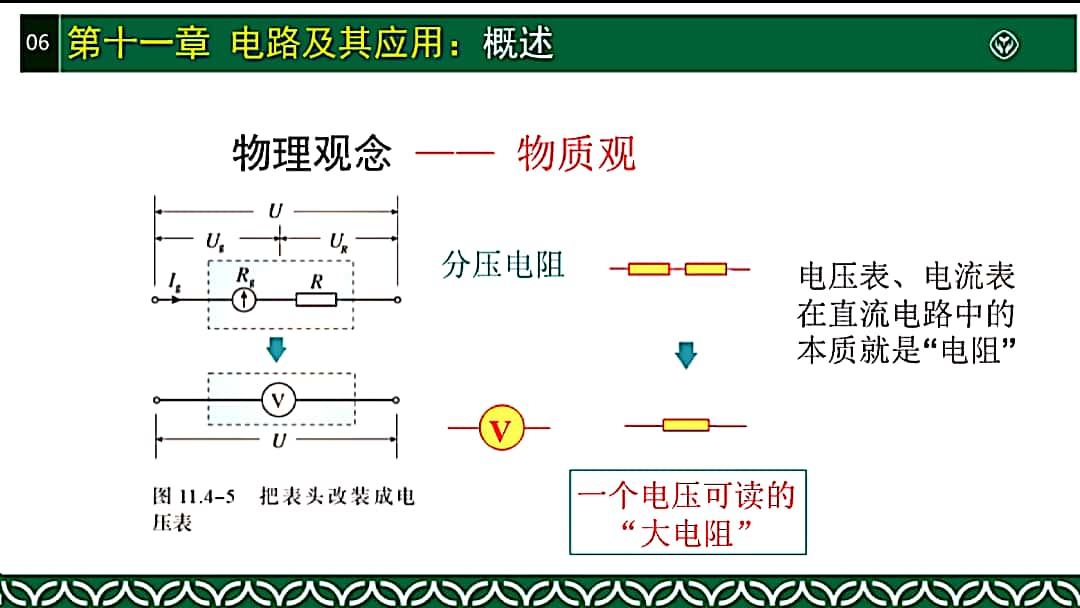 06 第十一章 电路及其应用：概述
物理观念 —— 物质观
U
Ug UR
Ig Rg R
分压电阻
电压表、电流表
在直流电路中的
本质就是“电阻”
V
U
V
图 11.4-5 把表头改装成电
压表
一个电压可读的
“大电阻”